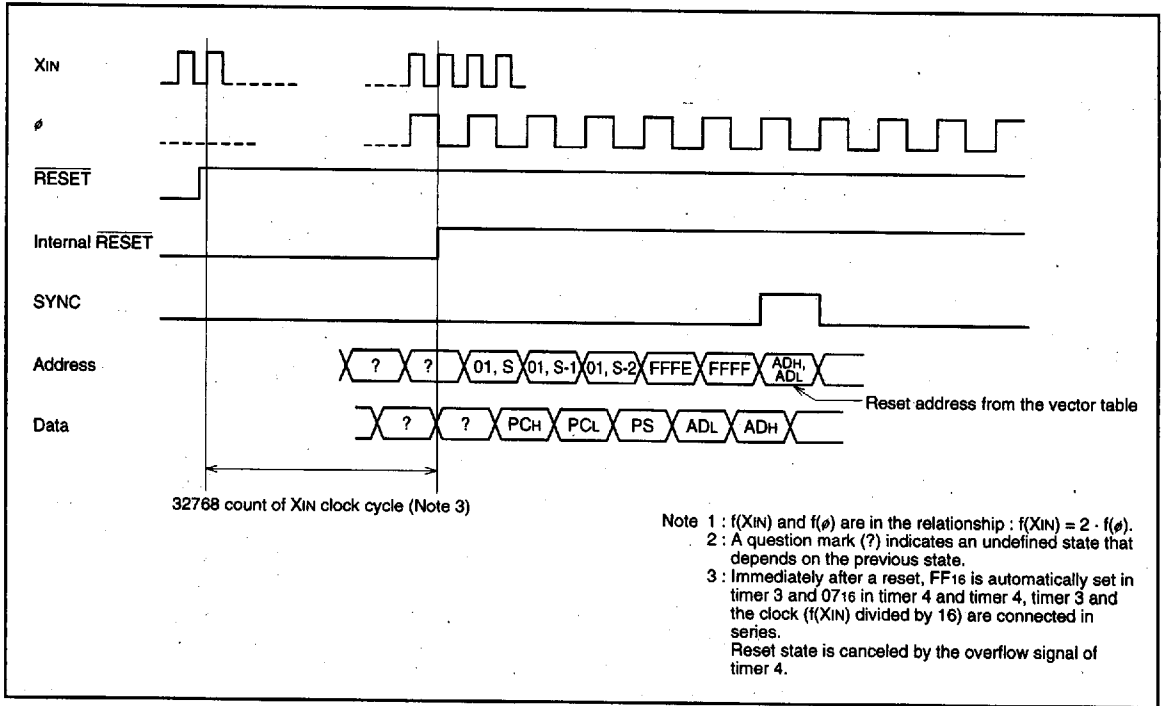 XIN
ø
RESET
Internal RESET
SYNC
Address
? ? 01, S 01, S-1 01, S-2 FFFE FFFF ADH, ADL
Reset address from the vector table
Data
? ? PCH PCL PS ADL ADH
32768 count of XIN clock cycle (Note 3)
Note 1 : f(XIN) and f(ø) are in the relationship : f(XIN) = 2 · f(ø).
2 : A question mark (?) indicates an undefined state that
depends on the previous state.
3 : Immediately after a reset, FF16 is automatically set in
timer 3 and 0716 in timer 4 and timer 4, timer 3 and
the clock (f(XIN) divided by 16) are connected in
series.
Reset state is canceled by the overflow signal of
timer 4.